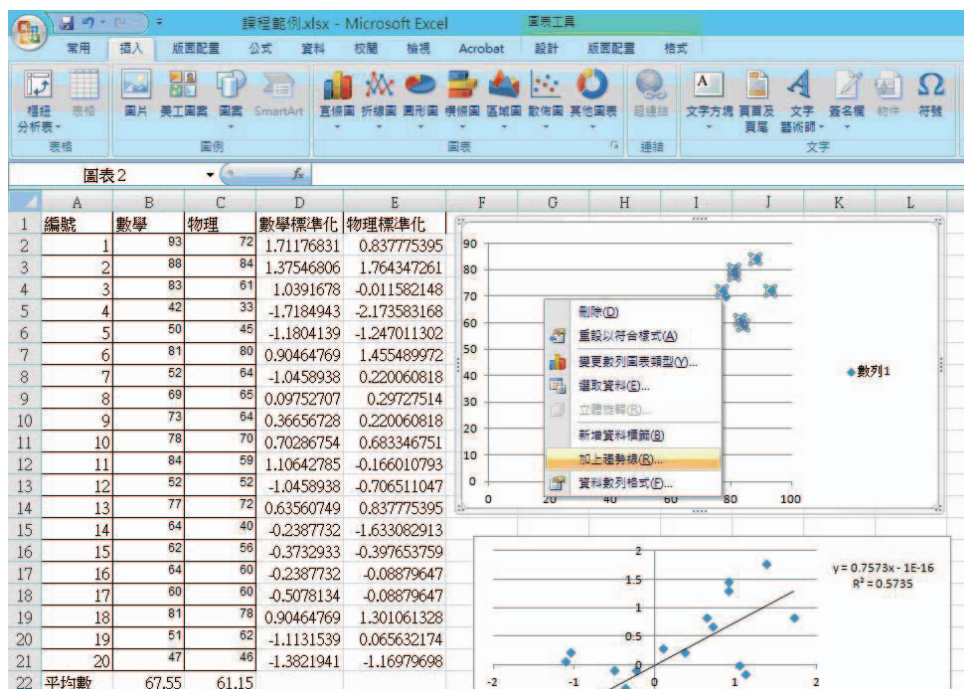 課程範例.xlsx - Microsoft Excel
圖表工具
常用 插入 版面配置 公式 資料 校閱 檢視 Acrobat 設計 版面配置 格式
樞紐分析表 表格 圖片 美工圖案 圖案 SmartArt 直條圖 折線圖 圓形圖 橫條圖 區域圖 散佈圖 其他圖表 超連結 文字方塊 頁首及頁尾 文字藝術師 簽名欄 物件 符號
表格 圖例 圖表 連結 文字
圖表2 fx
A B C D E F G H I J K L
1 編號 數學 物理 數學標準化 物理標準化
2 1 93 72 1.71176831 0.837775395
3 2 88 84 1.37546806 1.764347261
4 3 83 61 1.0391678 -0.011582148
5 4 42 33 -1.7184943 -2.173583168
6 5 50 45 -1.1804139 -1.247011302
7 6 81 80 0.90464769 1.455489972
8 7 52 64 -1.0458938 0.220060818
9 8 69 65 0.09752707 0.29727514
10 9 73 64 0.36656728 0.220060818
11 10 78 70 0.70286754 0.683346751
12 11 84 59 1.10642785 -0.166010793
13 12 52 52 -1.0458938 -0.706511047
14 13 77 72 0.63560749 0.837775395
15 14 64 40 -0.2387732 -1.633082913
16 15 62 56 -0.3732933 -0.397653759
17 16 64 60 -0.2387732 -0.08879647
18 17 60 60 -0.5078134 -0.08879647
19 18 81 78 0.90464769 1.301061328
20 19 51 62 -1.1131539 0.065632174
21 20 47 46 -1.3821941 -1.16979698
22 平均數 67.55 61.15
90
80
70
60
50
40
30
20
10
0
0 20 40 60 80 100
數列1
刪除(D)
重設以符合樣式(A)
變更數列圖表類型(Y)...
選取資料(E)...
立體旋轉(R)...
新增資料標籤(B)
加上趨勢線(R)...
資料數列格式(F)...
y = 0.7573x - 1E-16
R² = 0.5735
2
1.5
1
0.5
0
-2 -1 0 1 2